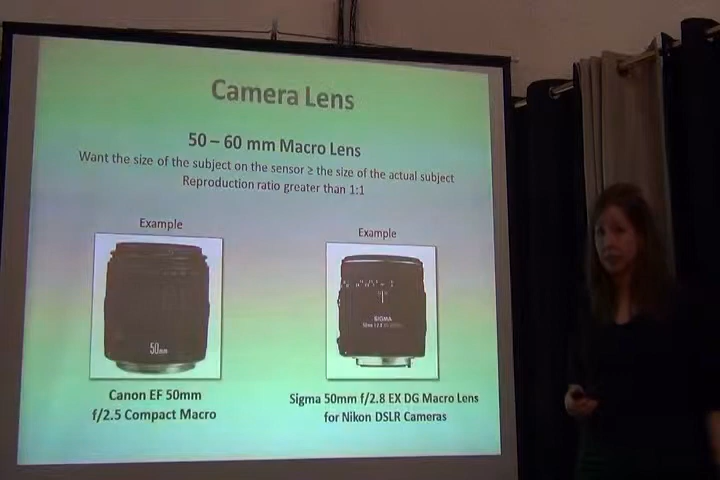 Camera Lens
50 – 60 mm Macro Lens
Want the size of the subject on the sensor ≥ the size of the actual subject
Reproduction ratio greater than 1:1
Example
Example
50mm
SIGMA
Canon EF 50mm
f/2.5 Compact Macro
Sigma 50mm f/2.8 EX DG Macro Lens
for Nikon DSLR Cameras